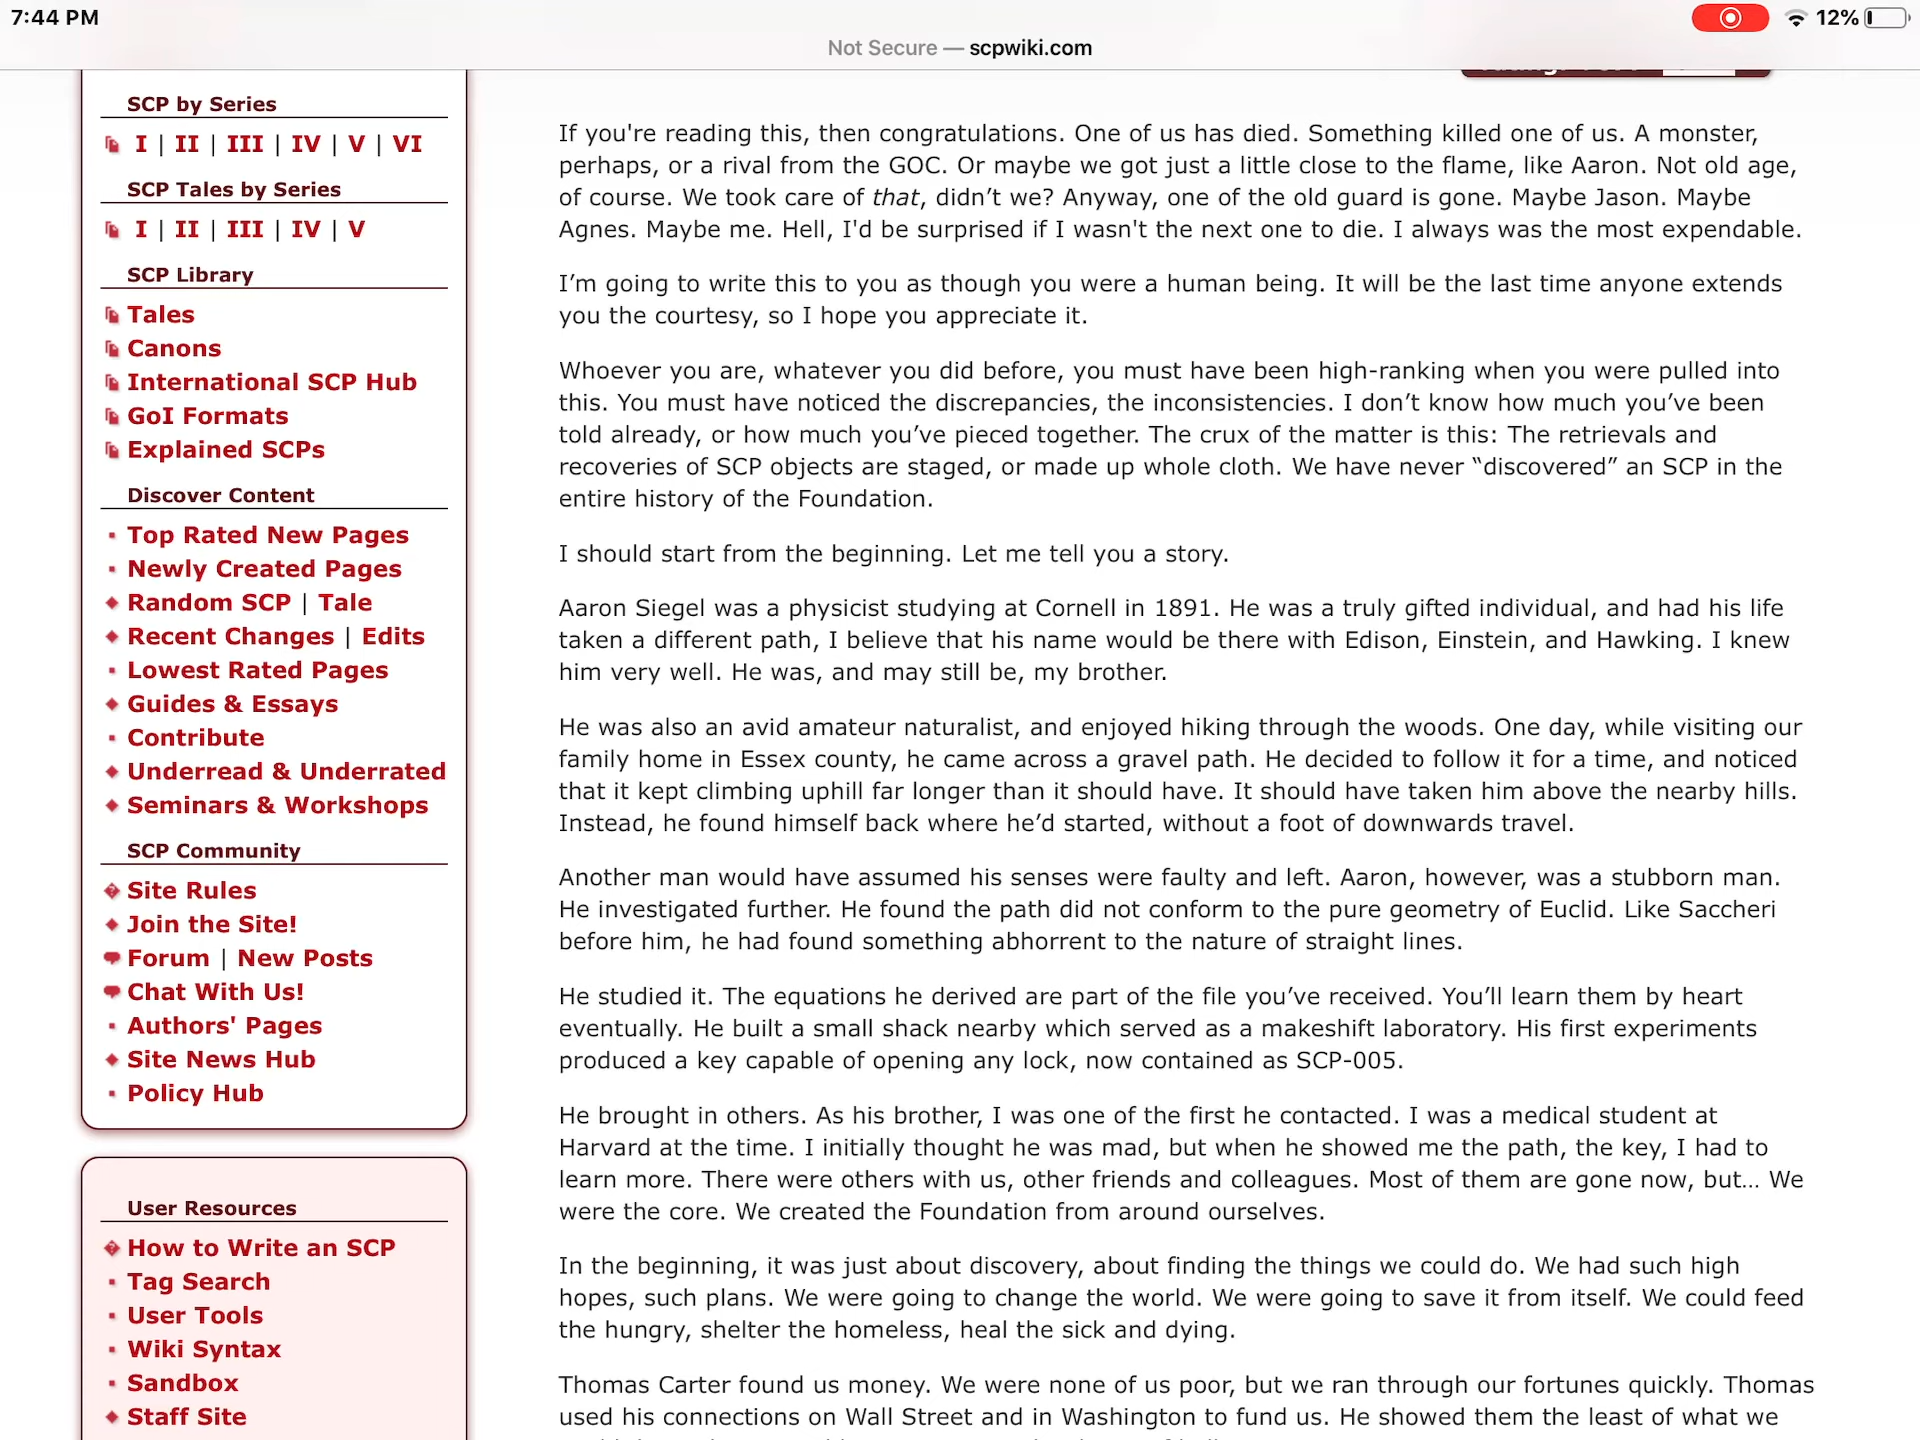 7:44 PM
12%
Not Secure — scpwiki.com
SCP by Series
I | II | III | IV | V | VI
SCP Tales by Series
I | II | III | IV | V
SCP Library
Tales
Canons
International SCP Hub
GoI Formats
Explained SCPs
Discover Content
Top Rated New Pages
Newly Created Pages
Random SCP | Tale
Recent Changes | Edits
Lowest Rated Pages
Guides & Essays
Contribute
Underread & Underrated
Seminars & Workshops
SCP Community
Site Rules
Join the Site!
Forum | New Posts
Chat With Us!
Authors' Pages
Site News Hub
Policy Hub
User Resources
How to Write an SCP
Tag Search
User Tools
Wiki Syntax
Sandbox
Staff Site
If you're reading this, then congratulations. One of us has died. Something killed one of us. A monster,
perhaps, or a rival from the GOC. Or maybe we got just a little close to the flame, like Aaron. Not old age,
of course. We took care of that, didn’t we? Anyway, one of the old guard is gone. Maybe Jason. Maybe
Agnes. Maybe me. Hell, I'd be surprised if I wasn't the next one to die. I always was the most expendable.
I’m going to write this to you as though you were a human being. It will be the last time anyone extends
you the courtesy, so I hope you appreciate it.
Whoever you are, whatever you did before, you must have been high-ranking when you were pulled into
this. You must have noticed the discrepancies, the inconsistencies. I don’t know how much you’ve been
told already, or how much you’ve pieced together. The crux of the matter is this: The retrievals and
recoveries of SCP objects are staged, or made up whole cloth. We have never “discovered” an SCP in the
entire history of the Foundation.
I should start from the beginning. Let me tell you a story.
Aaron Siegel was a physicist studying at Cornell in 1891. He was a truly gifted individual, and had his life
taken a different path, I believe that his name would be there with Edison, Einstein, and Hawking. I knew
him very well. He was, and may still be, my brother.
He was also an avid amateur naturalist, and enjoyed hiking through the woods. One day, while visiting our
family home in Essex county, he came across a gravel path. He decided to follow it for a time, and noticed
that it kept climbing uphill far longer than it should have. It should have taken him above the nearby hills.
Instead, he found himself back where he’d started, without a foot of downwards travel.
Another man would have assumed his senses were faulty and left. Aaron, however, was a stubborn man.
He investigated further. He found the path did not conform to the pure geometry of Euclid. Like Saccheri
before him, he had found something abhorrent to the nature of straight lines.
He studied it. The equations he derived are part of the file you’ve received. You’ll learn them by heart
eventually. He built a small shack nearby which served as a makeshift laboratory. His first experiments
produced a key capable of opening any lock, now contained as SCP-005.
He brought in others. As his brother, I was one of the first he contacted. I was a medical student at
Harvard at the time. I initially thought he was mad, but when he showed me the path, the key, I had to
learn more. There were others with us, other friends and colleagues. Most of them are gone now, but… We
were the core. We created the Foundation from around ourselves.
In the beginning, it was just about discovery, about finding the things we could do. We had such high
hopes, such plans. We were going to change the world. We were going to save it from itself. We could feed
the hungry, shelter the homeless, heal the sick and dying.
Thomas Carter found us money. We were none of us poor, but we ran through our fortunes quickly. Thomas
used his connections on Wall Street and in Washington to fund us. He showed them the least of what we